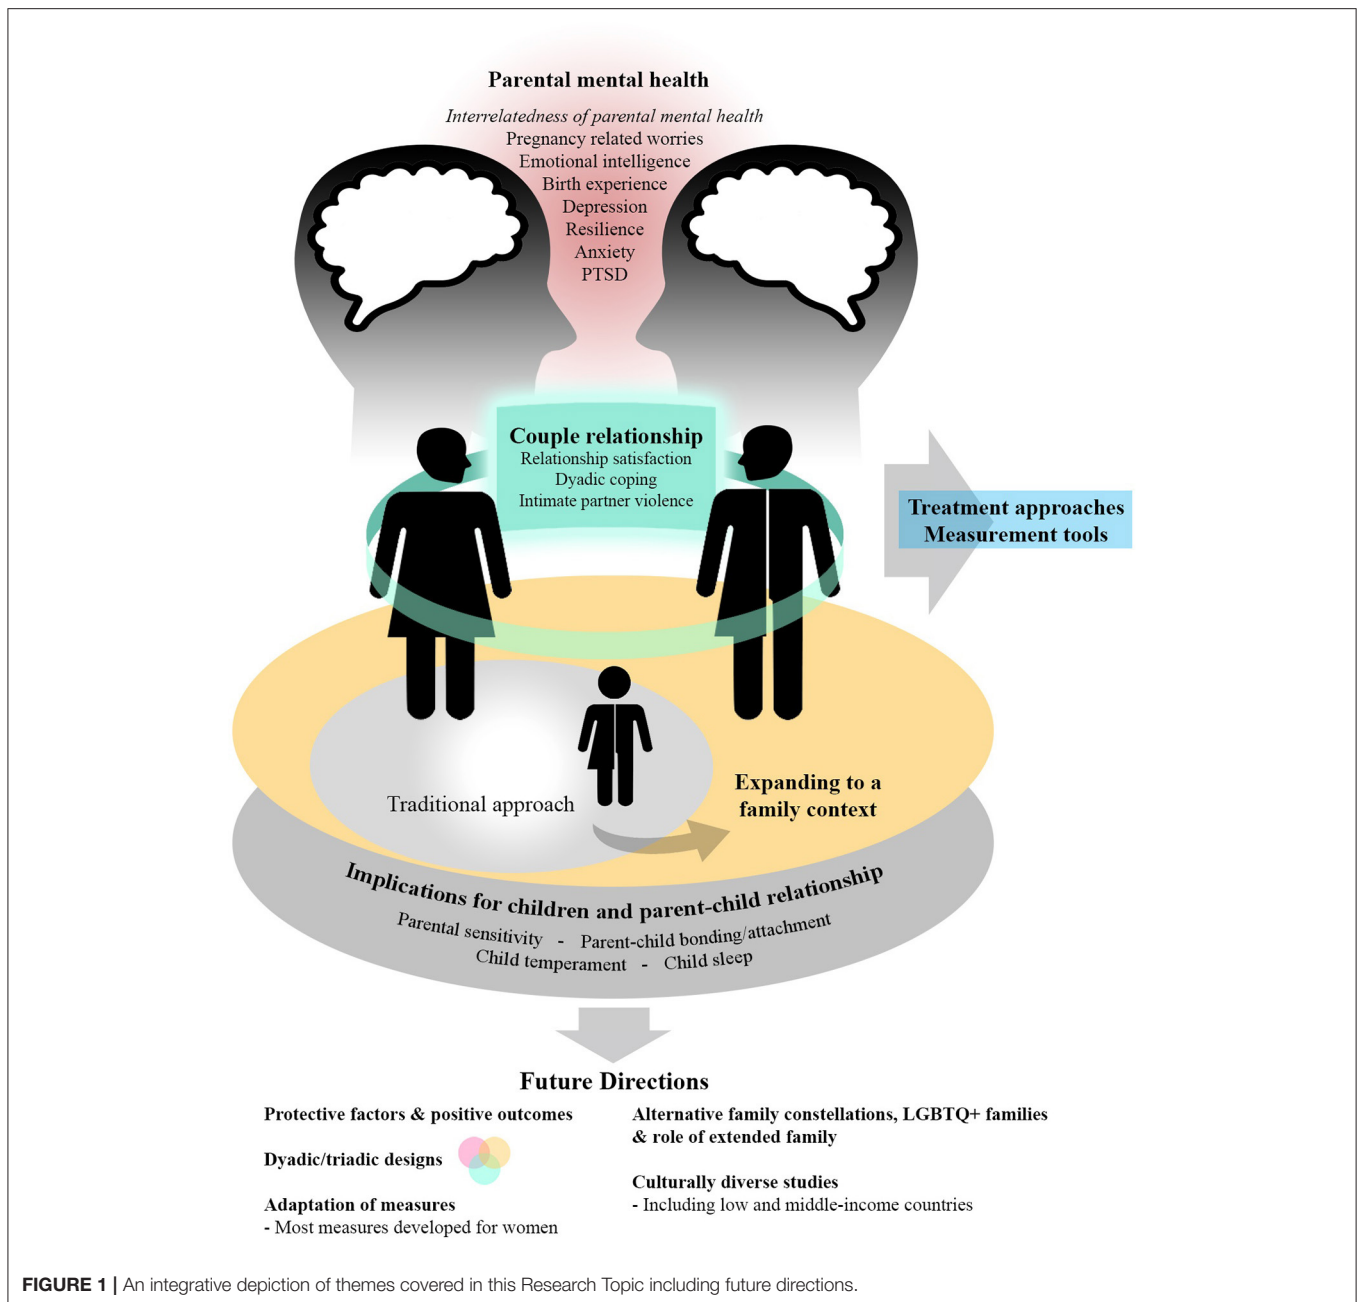 Parental mental health
Interrelatedness of parental mental health
Pregnancy related worries
Emotional intelligence
Birth experience
Depression
Resilience
Anxiety
PTSD
Couple relationship
Relationship satisfaction
Dyadic coping
Intimate partner violence
Treatment approaches
Measurement tools
Traditional approach
Expanding to a
family context
Implications for children and parent-child relationship
Parental sensitivity - Parent-child bonding/attachment
Child temperament - Child sleep
Future Directions
Protective factors & positive outcomes
Dyadic/triadic designs
Adaptation of measures
- Most measures developed for women
Alternative family constellations, LGBTQ+ families
& role of extended family
Culturally diverse studies
- Including low and middle-income countries
FIGURE 1 | An integrative depiction of themes covered in this Research Topic including future directions.